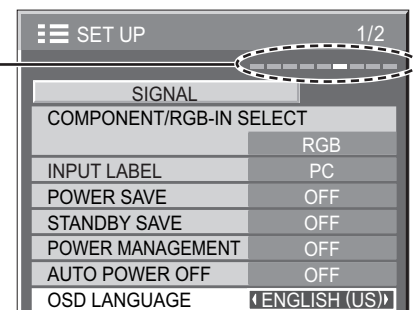 SET UP 1/2
SIGNAL
COMPONENT/RGB-IN SELECT
RGB
INPUT LABEL PC
POWER SAVE OFF
STANDBY SAVE OFF
POWER MANAGEMENT OFF
AUTO POWER OFF OFF
OSD LANGUAGE ENGLISH (US)